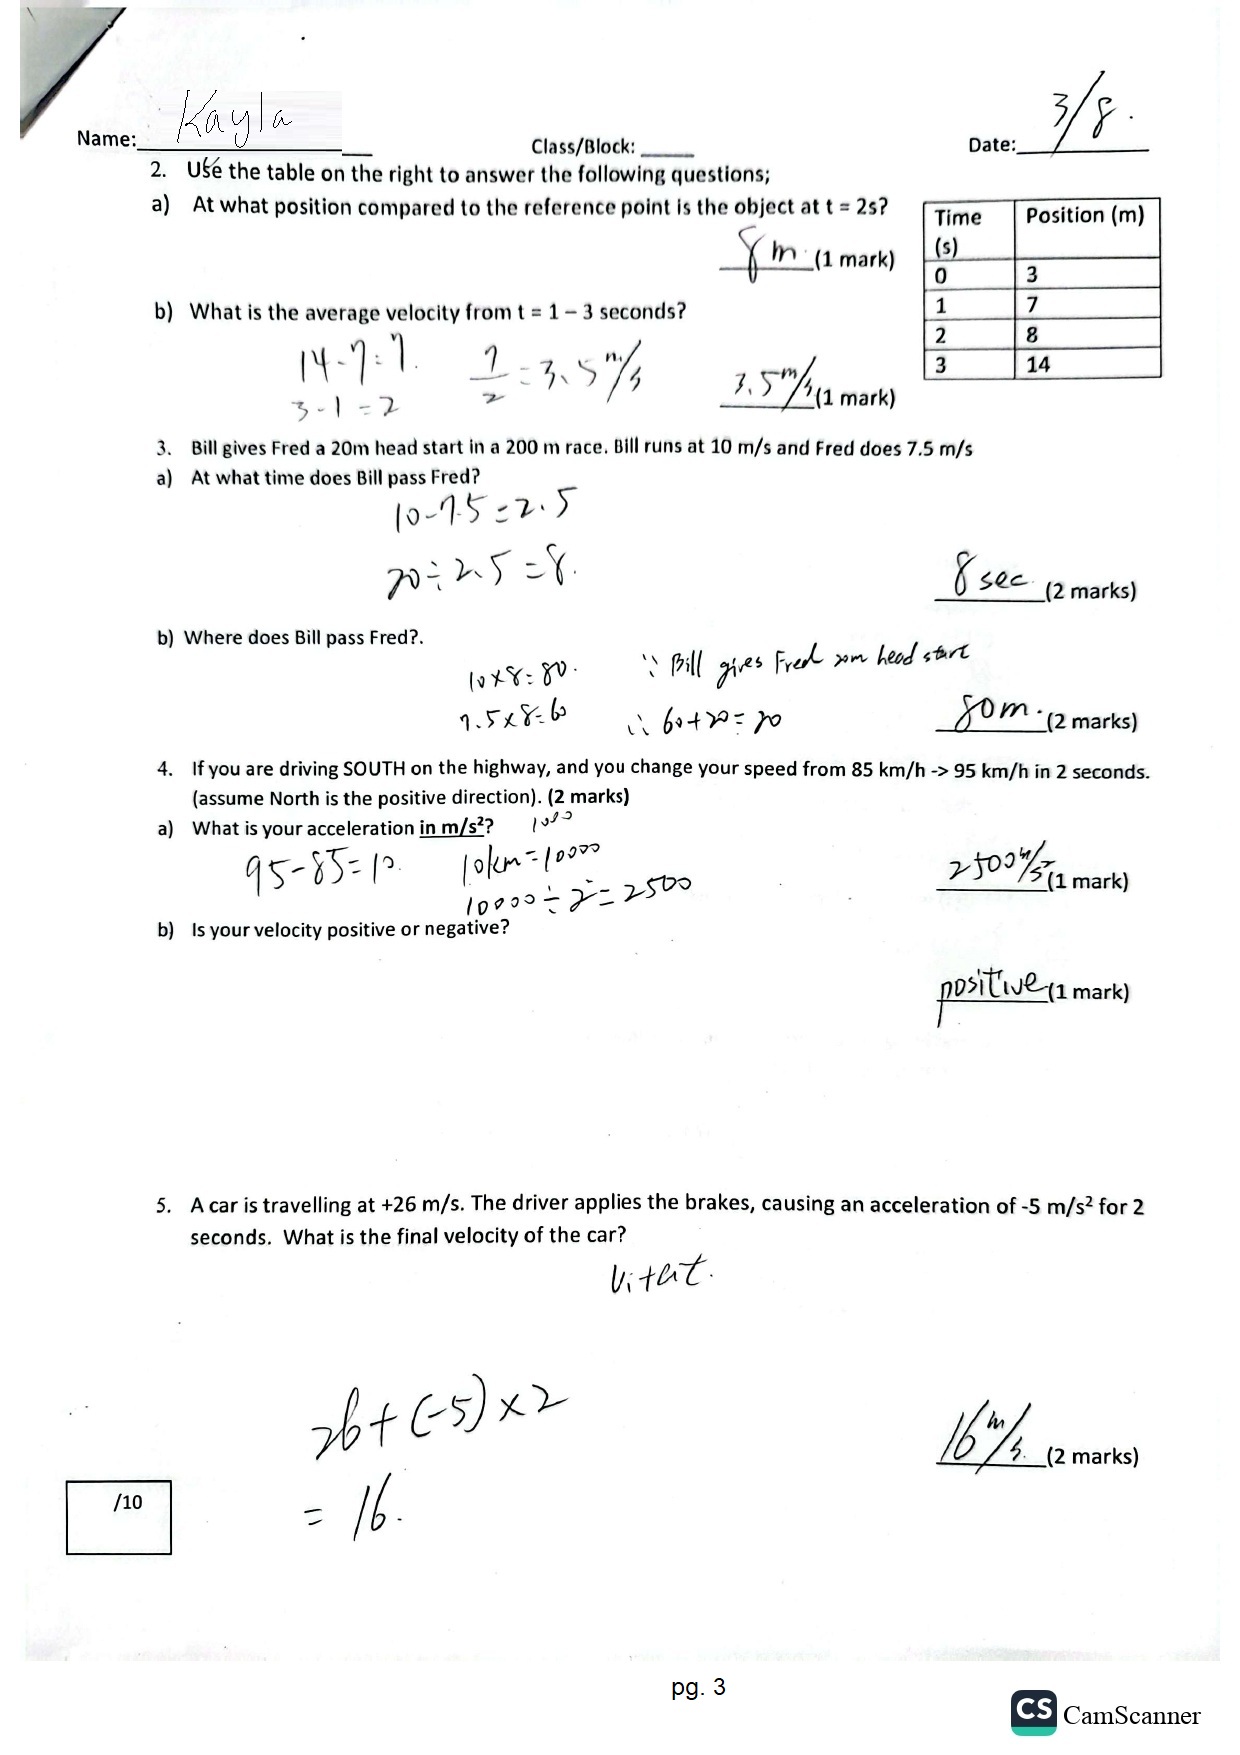 Name: Kayla Class/Block: Date: 3/8.
2. Use the table on the right to answer the following questions;
a) At what position compared to the reference point is the object at t = 2s?
8m. (1 mark)
Time (s) Position (m)
0 3
1 7
2 8
3 14
b) What is the average velocity from t = 1 – 3 seconds?
14-7=7. 7/2 = 3.5 m/s
3-1=2
3.5 m/s (1 mark)
3. Bill gives Fred a 20m head start in a 200 m race. Bill runs at 10 m/s and Fred does 7.5 m/s
a) At what time does Bill pass Fred?
10-7.5=2.5
20÷2.5=8.
8 sec. (2 marks)
b) Where does Bill pass Fred?.
10×8=80. ∵ Bill gives Fred 20m head start
7.5×8=60 ∴ 60+20=20
80m. (2 marks)
4. If you are driving SOUTH on the highway, and you change your speed from 85 km/h -> 95 km/h in 2 seconds.
(assume North is the positive direction). (2 marks)
a) What is your acceleration in m/s²? 1000
95-85=10. 10km=10000
10000÷2²=2500
2500 m/s² (1 mark)
b) Is your velocity positive or negative?
positive (1 mark)
5. A car is travelling at +26 m/s. The driver applies the brakes, causing an acceleration of -5 m/s² for 2
seconds. What is the final velocity of the car?
Vi+at.
26+(-5)×2
= 16.
16 m/s. (2 marks)
/10
pg. 3
CS CamScanner